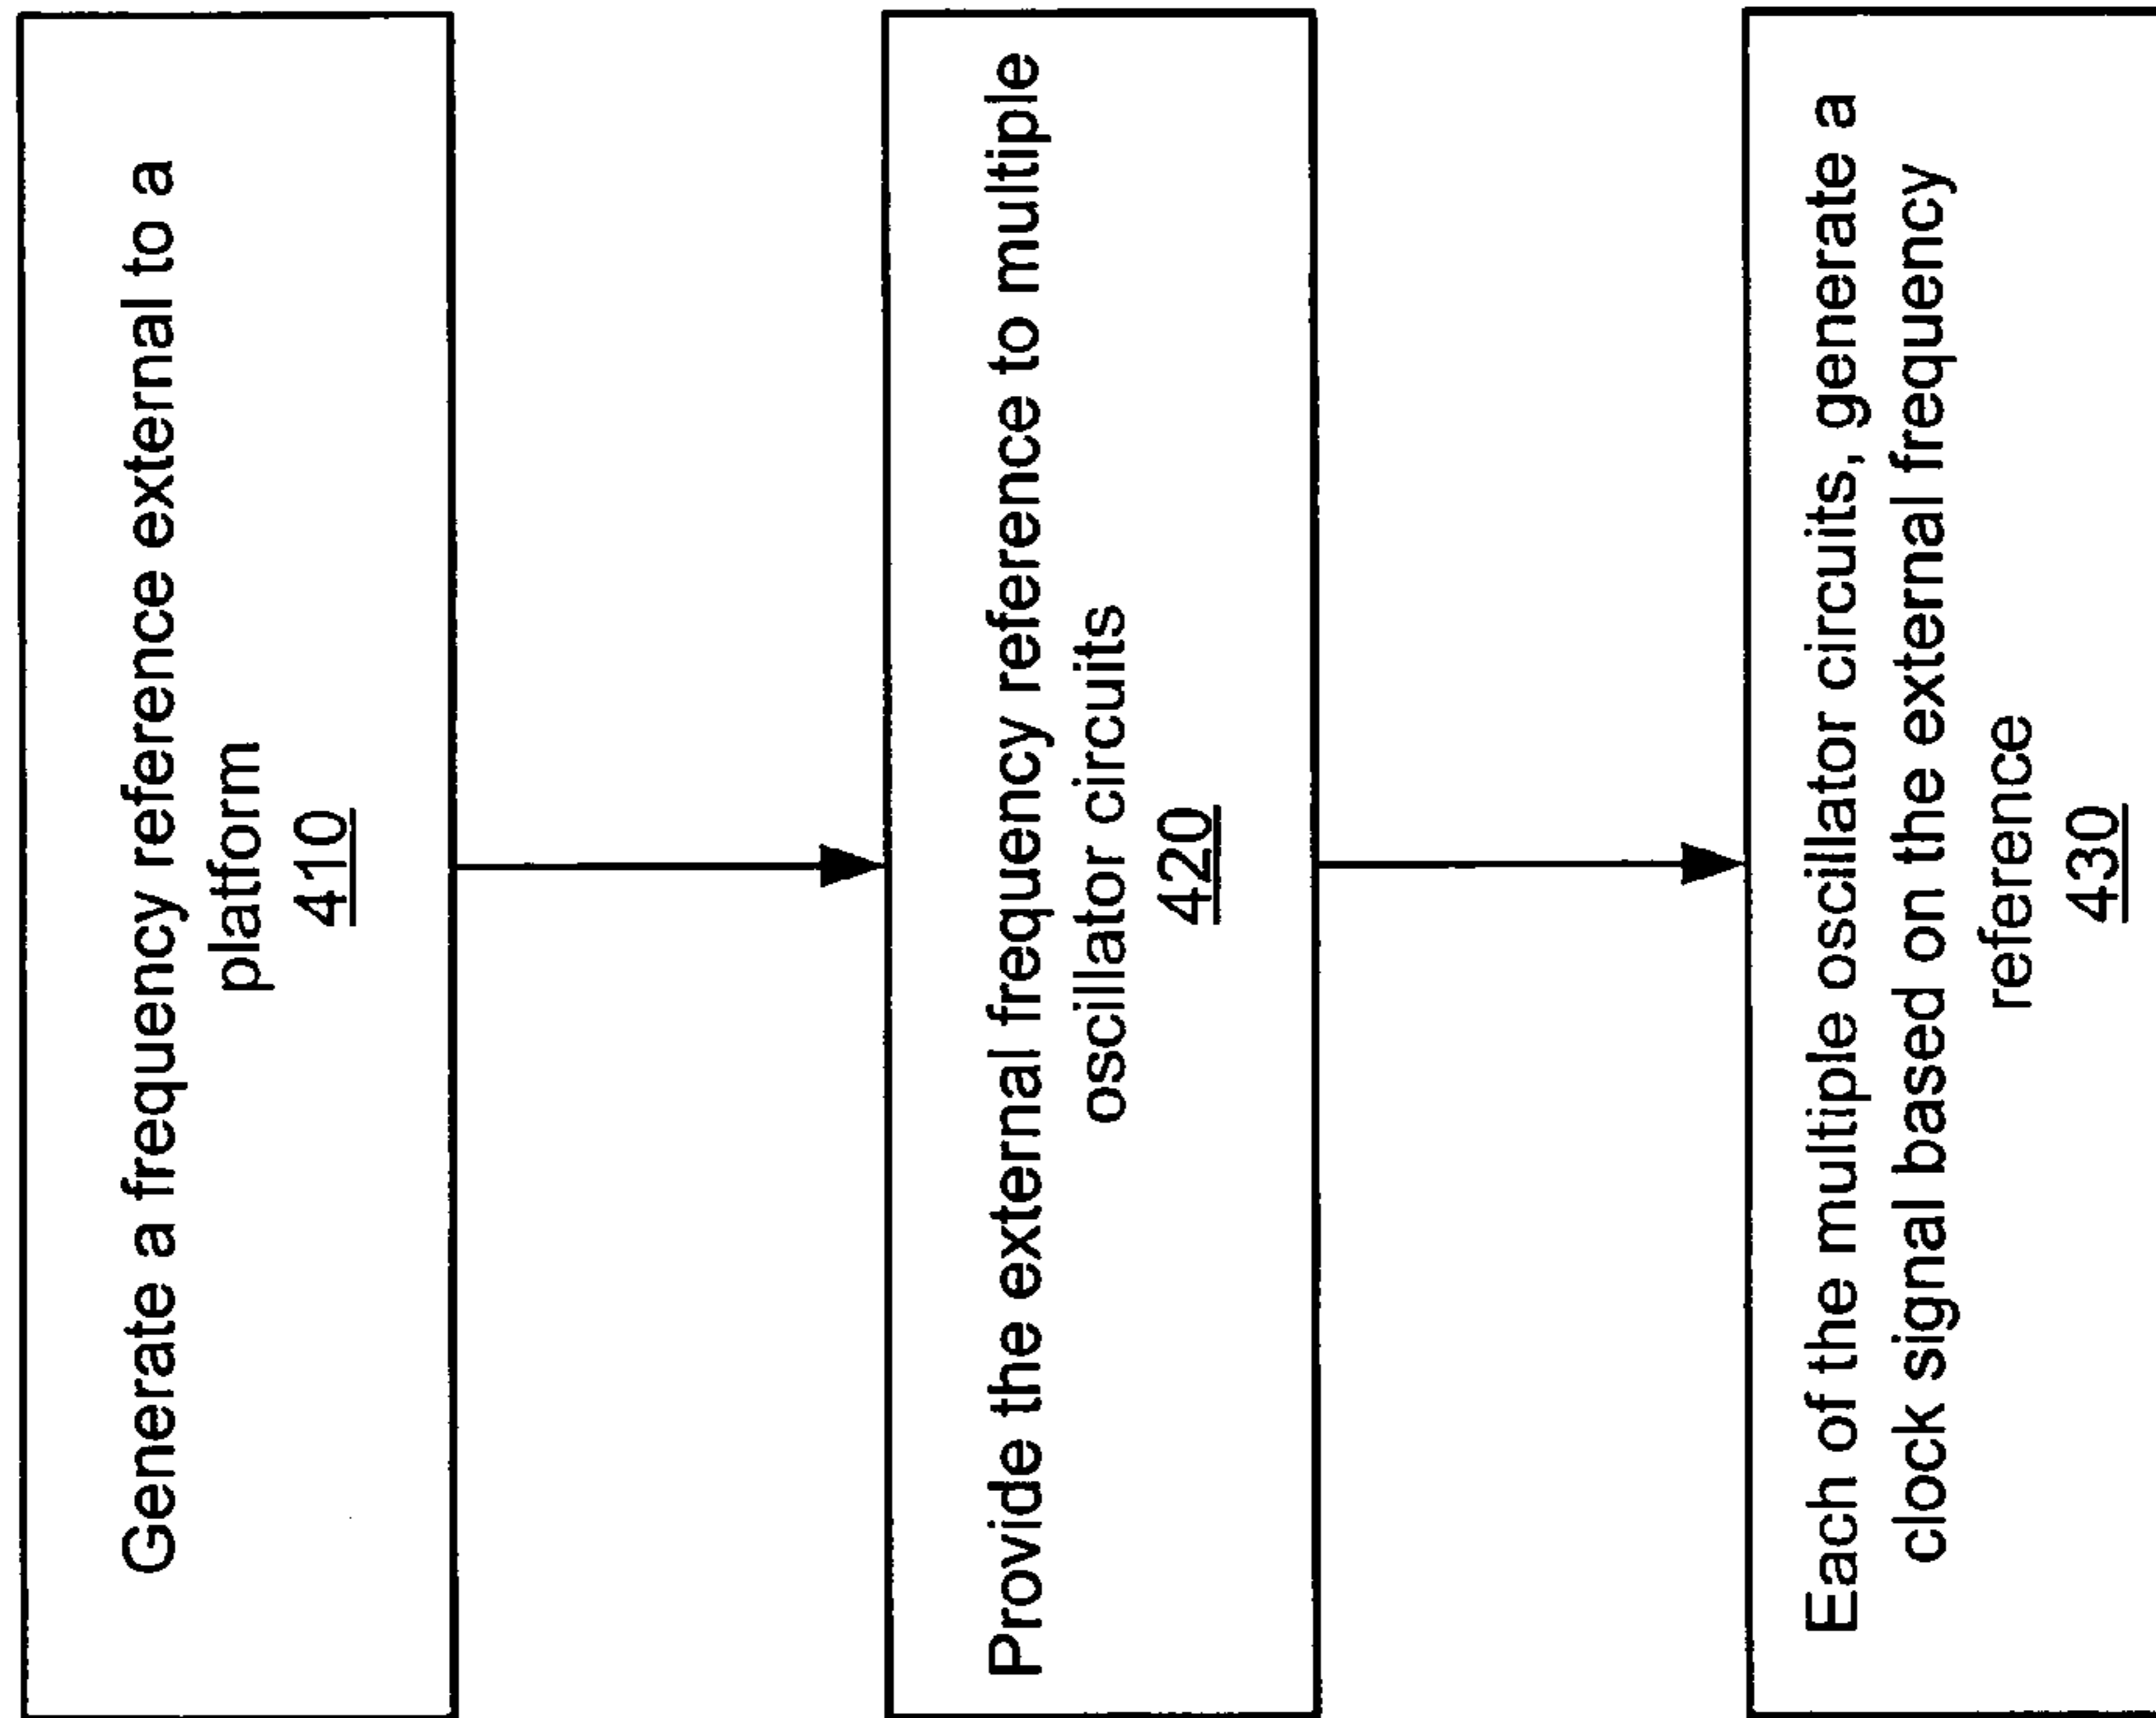 Generate a frequency reference external to a
platform
410
Provide the external frequency reference to multiple
oscillator circuits
420
Each of the multiple oscillator circuits, generate a
clock signal based on the external frequency
reference
430